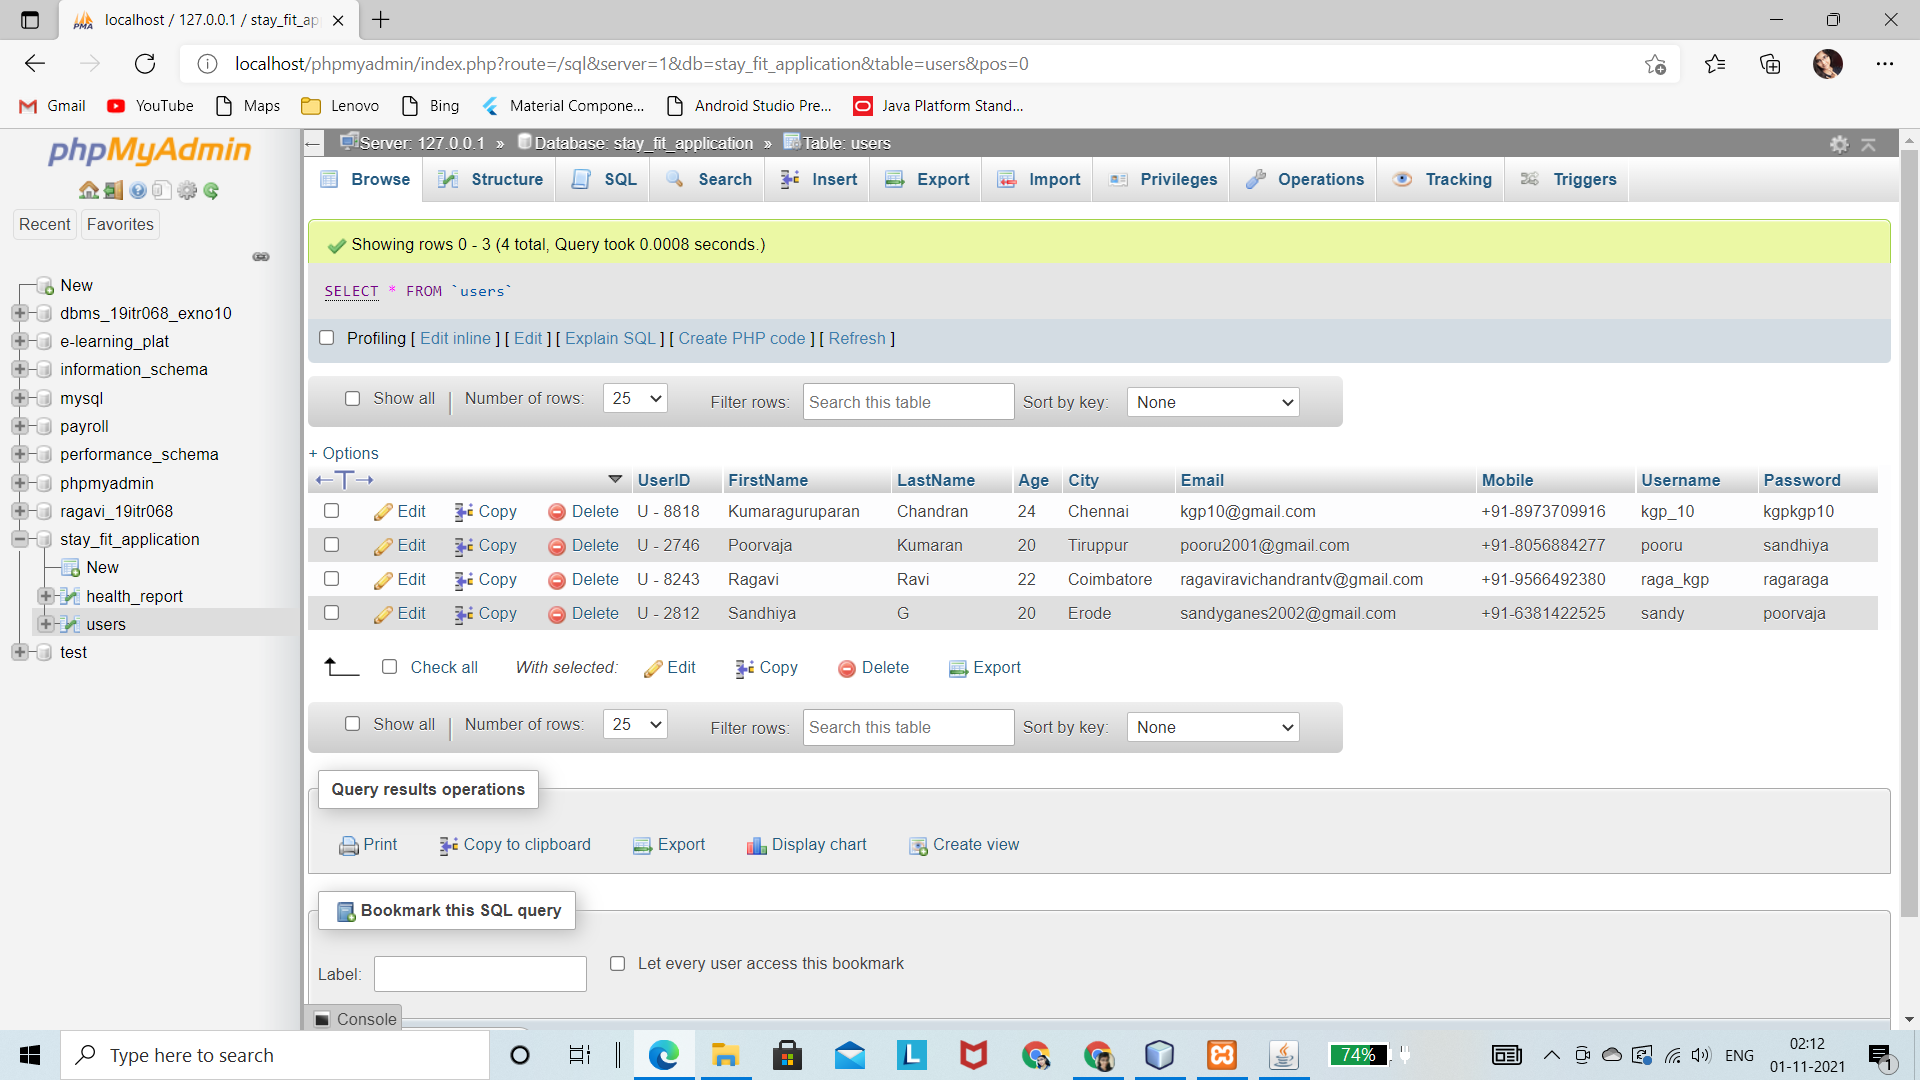 localhost / 127.0.0.1 / stay_fit_ap
localhost/phpmyadmin/index.php?route=/sql&server=1&db=stay_fit_application&table=users&pos=0
Gmail YouTube Maps Lenovo Bing Material Compone... Android Studio Pre... Java Platform Stand...
phpMyAdmin
Recent Favorites
New
dbms_19itr068_exno10
e-learning_plat
information_schema
mysql
payroll
performance_schema
phpmyadmin
ragavi_19itr068
stay_fit_application
New
health_report
users
test
Server: 127.0.0.1 » Database: stay_fit_application » Table: users
Browse Structure SQL Search Insert Export Import Privileges Operations Tracking Triggers
Showing rows 0 - 3 (4 total, Query took 0.0008 seconds.)
SELECT * FROM `users`
Profiling [ Edit inline ] [ Edit ] [ Explain SQL ] [ Create PHP code ] [ Refresh ]
Show all | Number of rows: 25 Filter rows: Search this table Sort by key: None
+ Options
←T→ UserID FirstName LastName Age City Email Mobile Username Password
Edit Copy Delete U - 8818 Kumaraguruparan Chandran 24 Chennai kgp10@gmail.com +91-8973709916 kgp_10 kgpkgp10
Edit Copy Delete U - 2746 Poorvaja Kumaran 20 Tiruppur pooru2001@gmail.com +91-8056884277 pooru sandhiya
Edit Copy Delete U - 8243 Ragavi Ravi 22 Coimbatore ragaviravichandrantv@gmail.com +91-9566492380 raga_kgp ragaraga
Edit Copy Delete U - 2812 Sandhiya G 20 Erode sandyganes2002@gmail.com +91-6381422525 sandy poorvaja
Check all With selected: Edit Copy Delete Export
Show all | Number of rows: 25 Filter rows: Search this table Sort by key: None
Query results operations
Print Copy to clipboard Export Display chart Create view
Bookmark this SQL query
Label: Let every user access this bookmark
Console
Type here to search
74%
ENG
02:12
01-11-2021
1